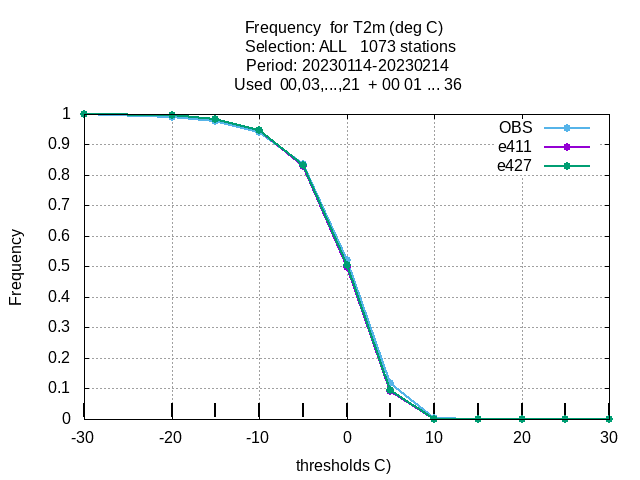 Frequency  for T2m (deg C)
Selection: ALL   1073 stations
Period: 20230114-20230214
Used  00,03,...,21  + 00 01 ... 36
OBS
e411
e427
1
0.9
0.8
0.7
0.6
0.5
0.4
0.3
0.2
0.1
0
Frequency
-30 -20 -10 0 10 20 30
thresholds C)